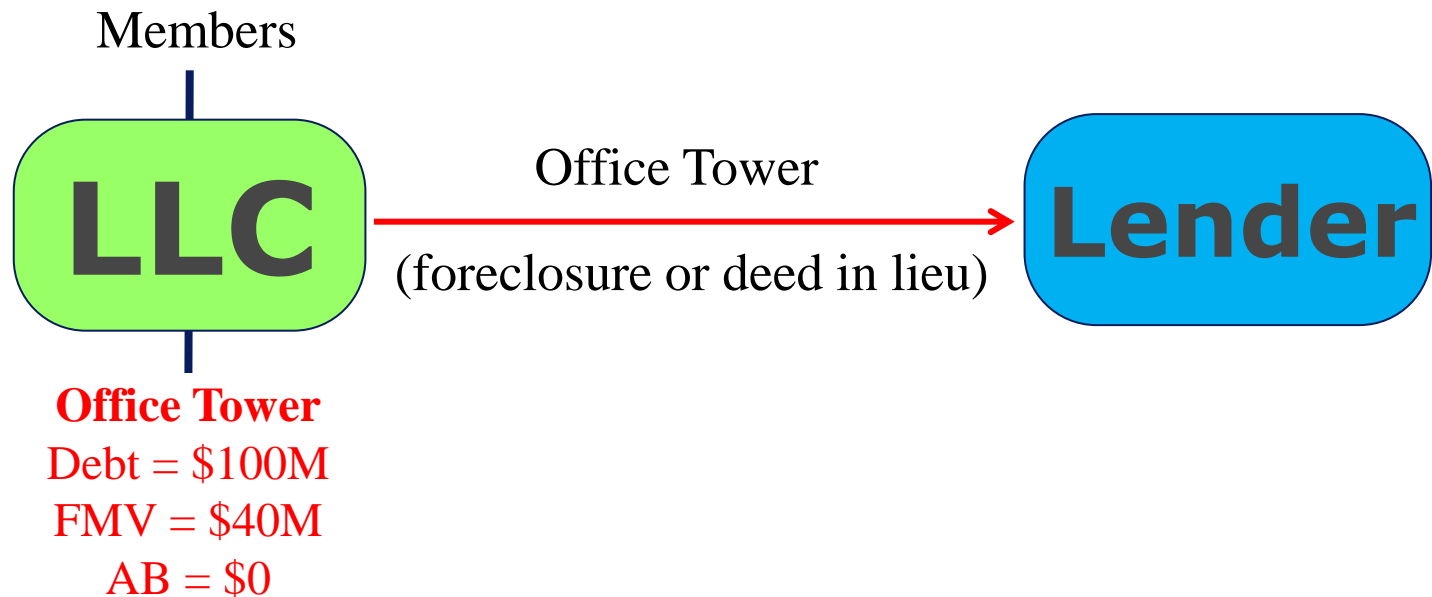 Members
LLC
Office Tower
(foreclosure or deed in lieu)
Lender
Office Tower
Debt = $100M
FMV = $40M
AB = $0